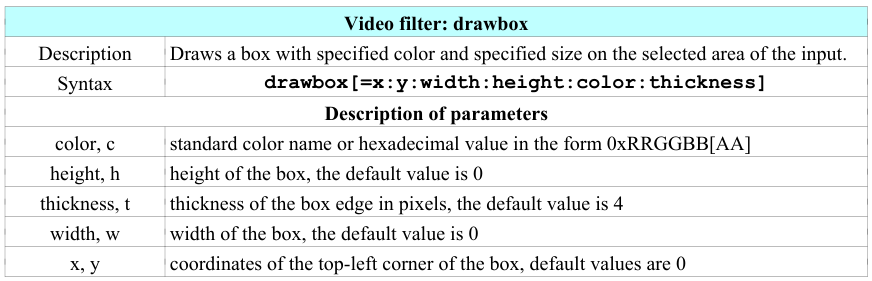 Video filter: drawbox
Description Draws a box with specified color and specified size on the selected area of the input.
Syntax drawbox[=x:y:width:height:color:thickness]
Description of parameters
color, c standard color name or hexadecimal value in the form 0xRRGGBB[AA]
height, h height of the box, the default value is 0
thickness, t thickness of the box edge in pixels, the default value is 4
width, w width of the box, the default value is 0
x, y coordinates of the top-left corner of the box, default values are 0